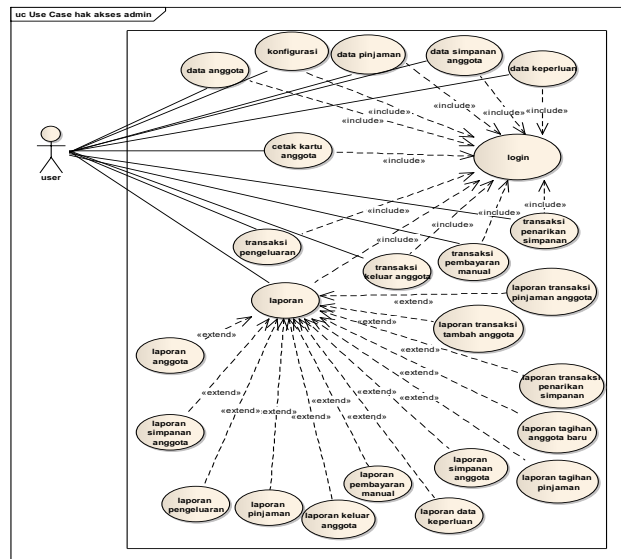 uc Use Case hak akses admin
data anggota
konfigurasi
data pinjaman
data simpanan
anggota
data keperluan
«include»
«include»
«include»
«include»
«include»
cetak kartu
anggota
«include»
login
user
«include»
«include»
«include»
«include»
«include»
transaksi
pengeluaran
transaksi
keluar anggota
transaksi
pembayaran
manual
transaksi
penarikan
simpanan
laporan
laporan transaksi
pinjaman anggota
«extend»
laporan transaksi
tambah anggota
«extend»
«extend»
laporan
anggota
«extend»
«extend»
laporan transaksi
penarikan
simpanan
«extend»
laporan
simpanan
anggota
«extend»
«extend»
«extend»
«extend»
«extend»
«extend»
«extend»
«extend»
laporan tagihan
anggota baru
laporan
pengeluaran
laporan
pinjaman
laporan keluar
anggota
laporan
pembayaran
manual
laporan data
keperluan
laporan
simpanan
anggota
laporan tagihan
pinjaman